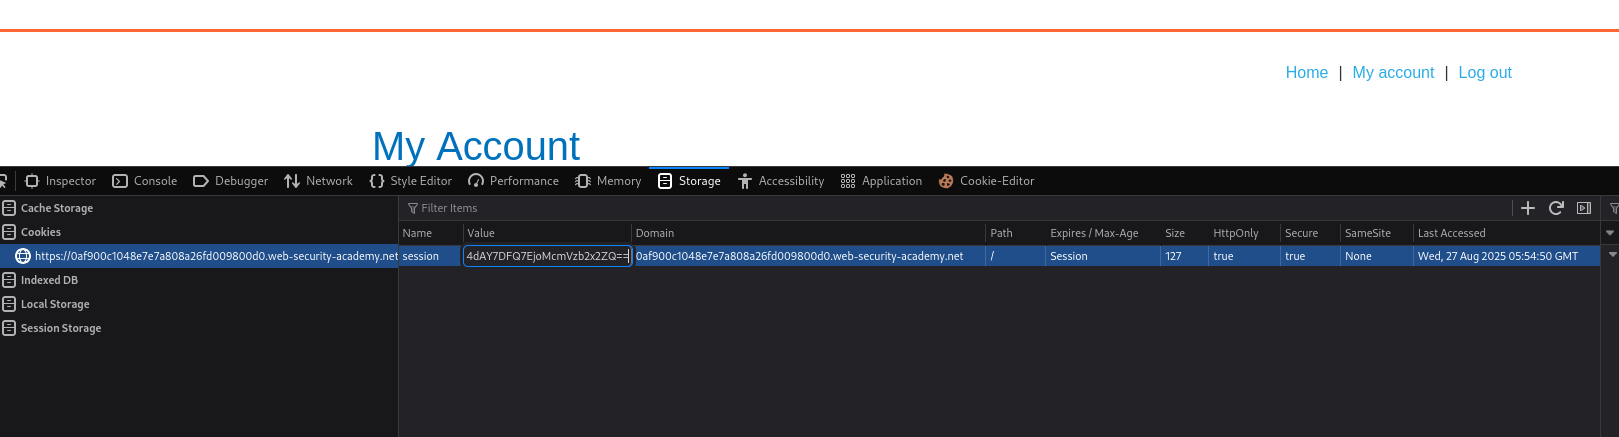 Home | My account | Log out
My Account
Inspector Console Debugger Network Style Editor Performance Memory Storage Accessibility Application Cookie-Editor
Cache Storage
Filter Items
Cookies
Name Value Domain Path Expires / Max-Age Size HttpOnly Secure SameSite Last Accessed
https://0af900c1048e7e7a808a26fd009800d0.web-security-academy.net
session 4dAY7DFQ7EjoMcmVzb2x2ZQ== 0af900c1048e7e7a808a26fd009800d0.web-security-academy.net / Session 127 true true None Wed, 27 Aug 2025 05:54:50 GMT
Indexed DB
Local Storage
Session Storage